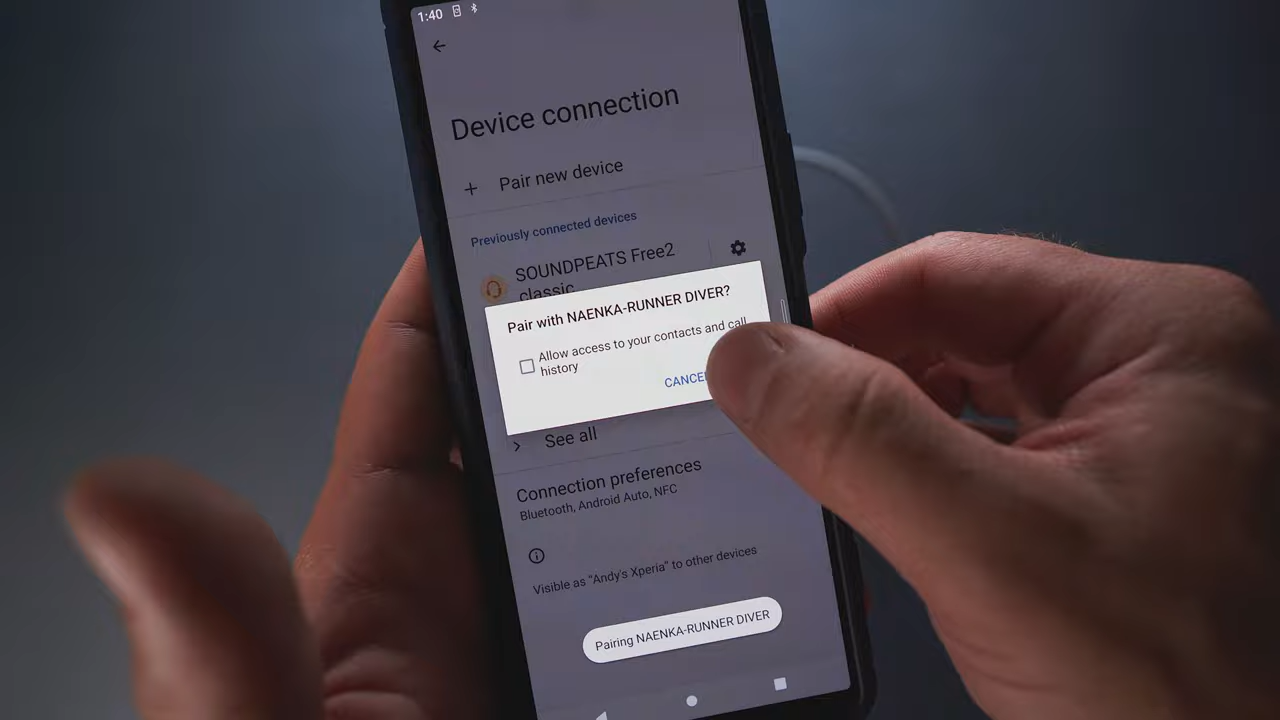 1:40
Device connection
+ Pair new device
Previously connected devices
SOUNDPEATS Free2
classic
Pair with NAENKA-RUNNER DIVER?
Allow access to your contacts and call
history
CANCEL
See all
Connection preferences
Bluetooth, Android Auto, NFC
Visible as "Andy's Xperia" to other devices
Pairing NAENKA-RUNNER DIVER